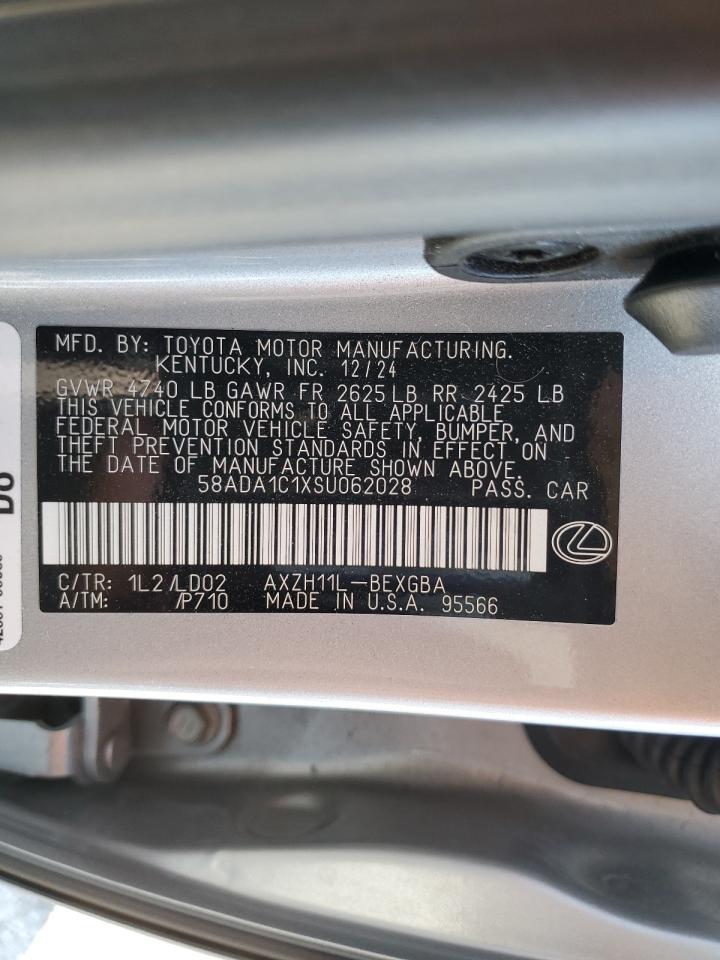 MFD. BY: TOYOTA MOTOR MANUFACTURING.
KENTUCKY, INC. 12/24
GVWR 4740 LB GAWR FR 2625 LB RR 2425 LB
THIS VEHICLE CONFORMS TO ALL APPLICABLE
FEDERAL MOTOR VEHICLE SAFETY, BUMPER, AND
THEFT PREVENTION STANDARDS IN EFFECT ON
THE DATE OF MANUFACTURE SHOWN ABOVE.
58ADA1C1XSU062028 PASS. CAR
C/TR: 1L2/LD02 AXZH11L-BEXGBA
A/TM: /P710 MADE IN U.S.A. 95566